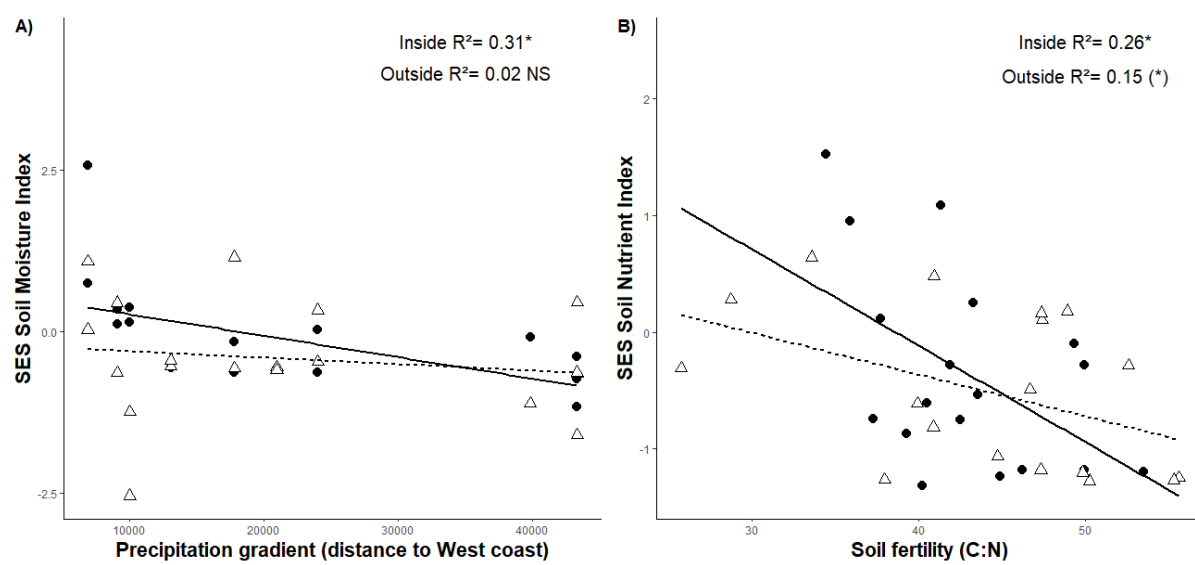 A)
Inside R²= 0.31*
Outside R²= 0.02 NS
SES Soil Moisture Index
2.5
0.0
-2.5
10000 20000 30000 40000
Precipitation gradient (distance to West coast)
B)
Inside R²= 0.26*
Outside R²= 0.15 (*)
SES Soil Nutrient Index
2
1
0
-1
30 40 50
Soil fertility (C:N)